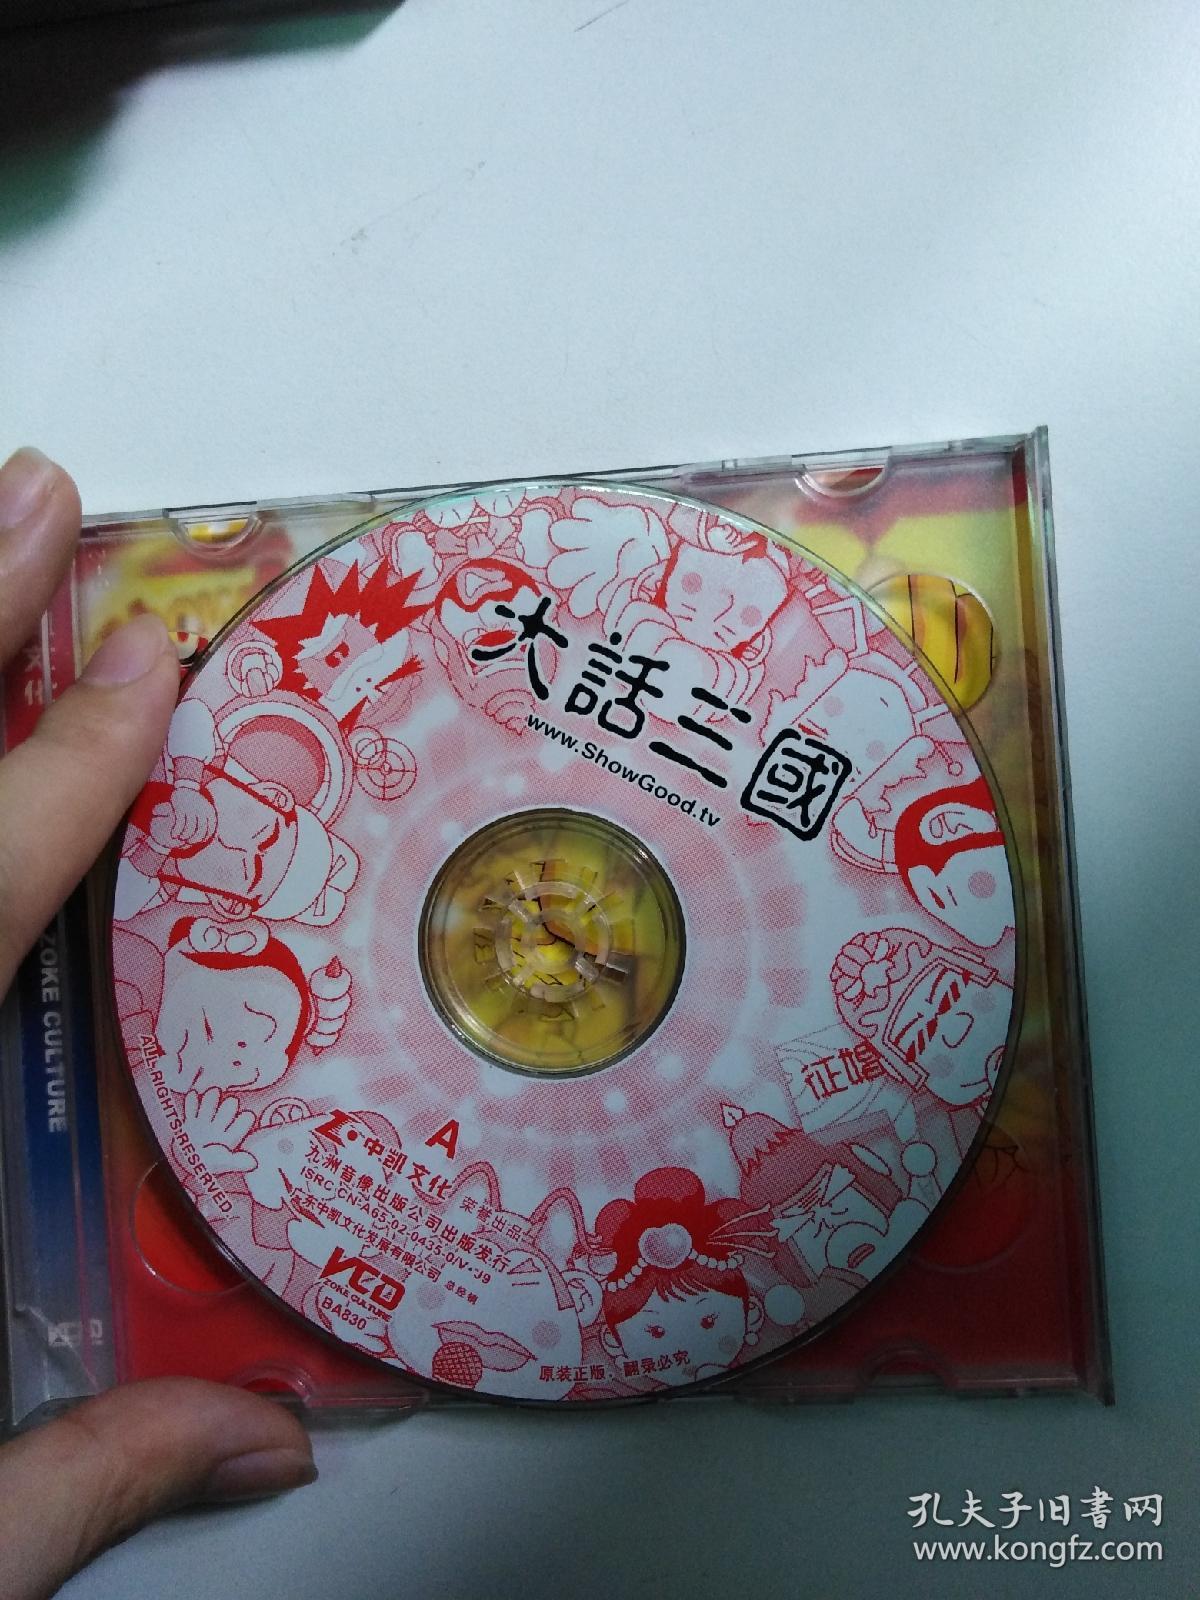 大話三國
www.ShowGood.tv
征婚
A
中凯文化 荣誉出品
九洲音像出版公司出版发行
ISRC CN-A65-02-0435-0/V.J9
广东中凯文化发展有限公司 总经销
VCD
ZOKE CULTURE
BA830
ALL RIGHTS RESERVED.
原装正版，翻录必究
ZOKE CULTURE
孔夫子旧书网
www.kongfz.com